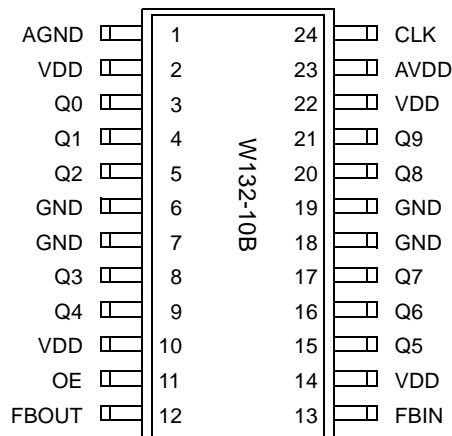 AGND 1 24 CLK
VDD 2 23 AVDD
Q0 3 22 VDD
Q1 4 21 Q9
Q2 5 20 Q8
GND 6 19 GND
GND 7 18 GND
Q3 8 17 Q7
Q4 9 16 Q6
VDD 10 15 Q5
OE 11 14 VDD
FBOUT 12 13 FBIN
W132-10B